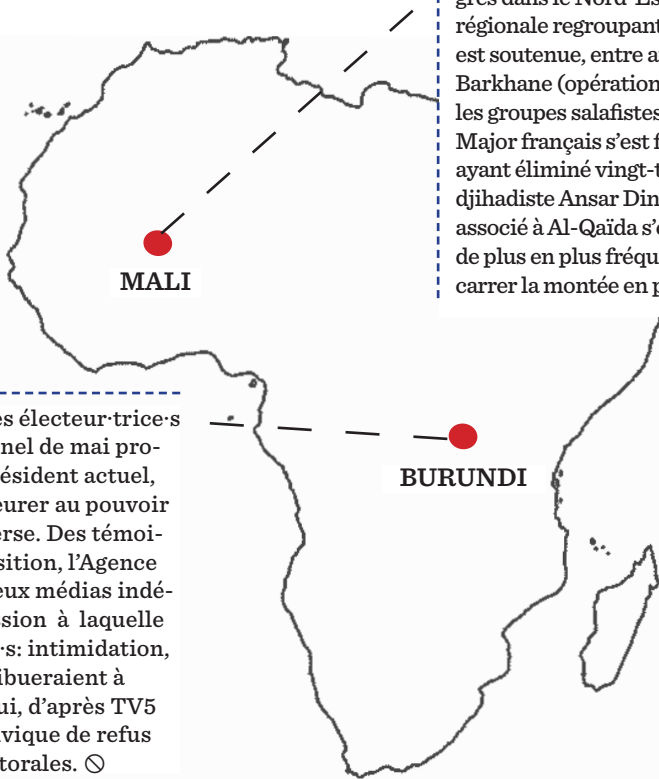 grès dans le Nord-Es
régionale regroupant
est soutenue, entre a
Barkhane (opération
les groupes salafistes
Major français s’est f
ayant éliminé vingt-t
djihadiste Ansar Din
associé à Al-Qaïda s’e
de plus en plus fréqu
carrer la montée en p
MALI
es électeur·trice·s
nel de mai pro-
ésident actuel,
eurer au pouvoir
erse. Des témoi-
sition, l’Agence
eux médias indé-
ssion à laquelle
·s: intimidation,
ibueraient à
ui, d’après TV5
ivique de refus
torales.
BURUNDI